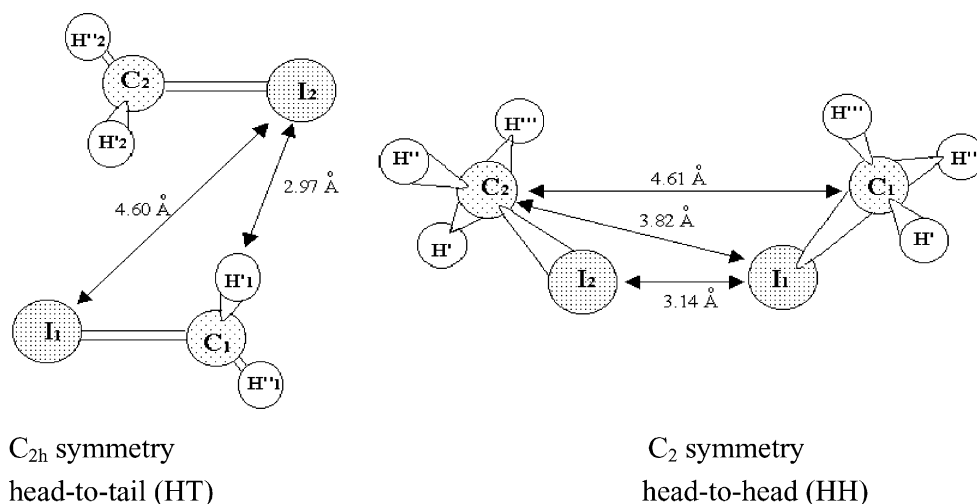 H''2
C₂
I₂
H'2
4.60 Å
2.97 Å
H'1
I₁
C₁
H''1
C₂ₕ symmetry
head-to-tail (HT)
H'''
H''
C₂
H'
4.61 Å
3.82 Å
I₂
3.14 Å
I₁
H'''
C₁
H''
H'
C₂ symmetry
head-to-head (HH)